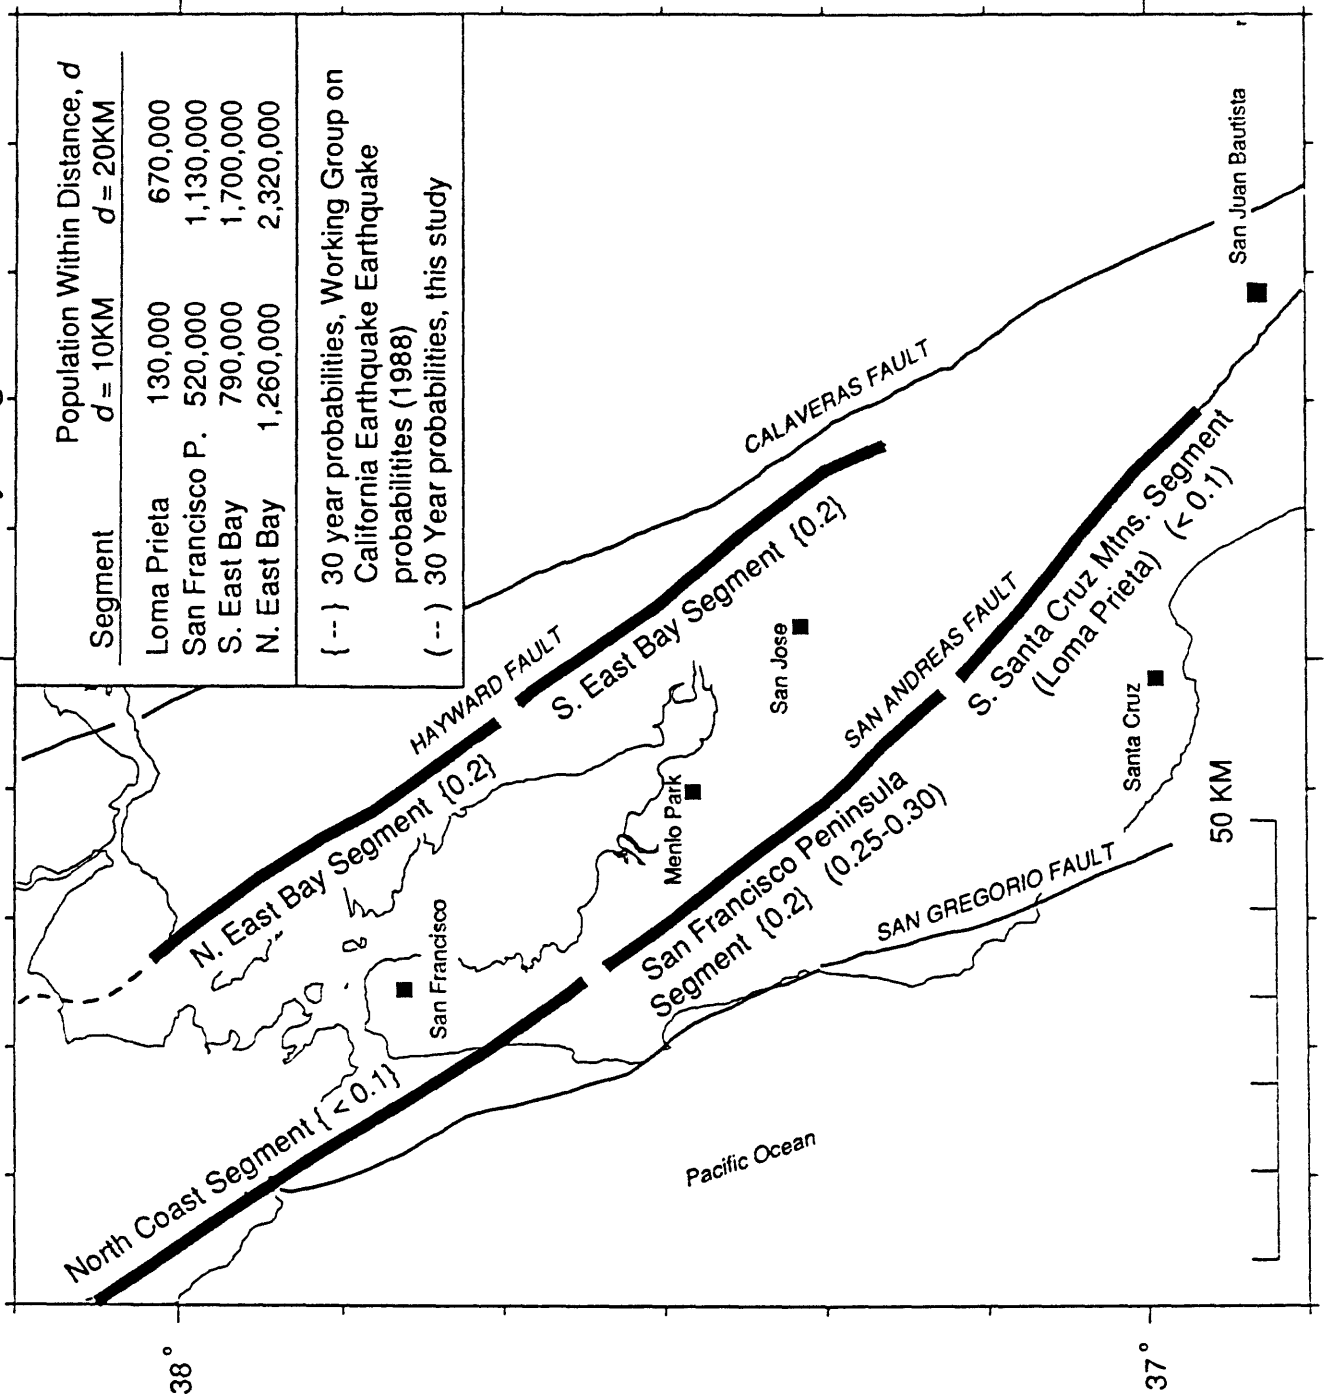 Population Within Distance, d
Segment d = 10KM d = 20KM
Loma Prieta 130,000 670,000
San Francisco P. 520,000 1,130,000
S. East Bay 790,000 1,700,000
N. East Bay 1,260,000 2,320,000
{ -- } 30 year probabilities, Working Group on
California Earthquake Earthquake
probabilitites (1988)
( -- ) 30 Year probabilities, this study
38°
North Coast Segment { < 0.1}
N. East Bay Segment {0.2}
HAYWARD FAULT
S. East Bay Segment {0.2}
CALAVERAS FAULT
San Francisco
Menlo Park
San Jose
San Francisco Peninsula
Segment {0.2} (0.25-0.30)
SAN ANDREAS FAULT
S. Santa Cruz Mtns. Segment
(Loma Prieta) (< 0.1)
SAN GREGORIO FAULT
Pacific Ocean
Santa Cruz
San Juan Bautista
37°
50 KM